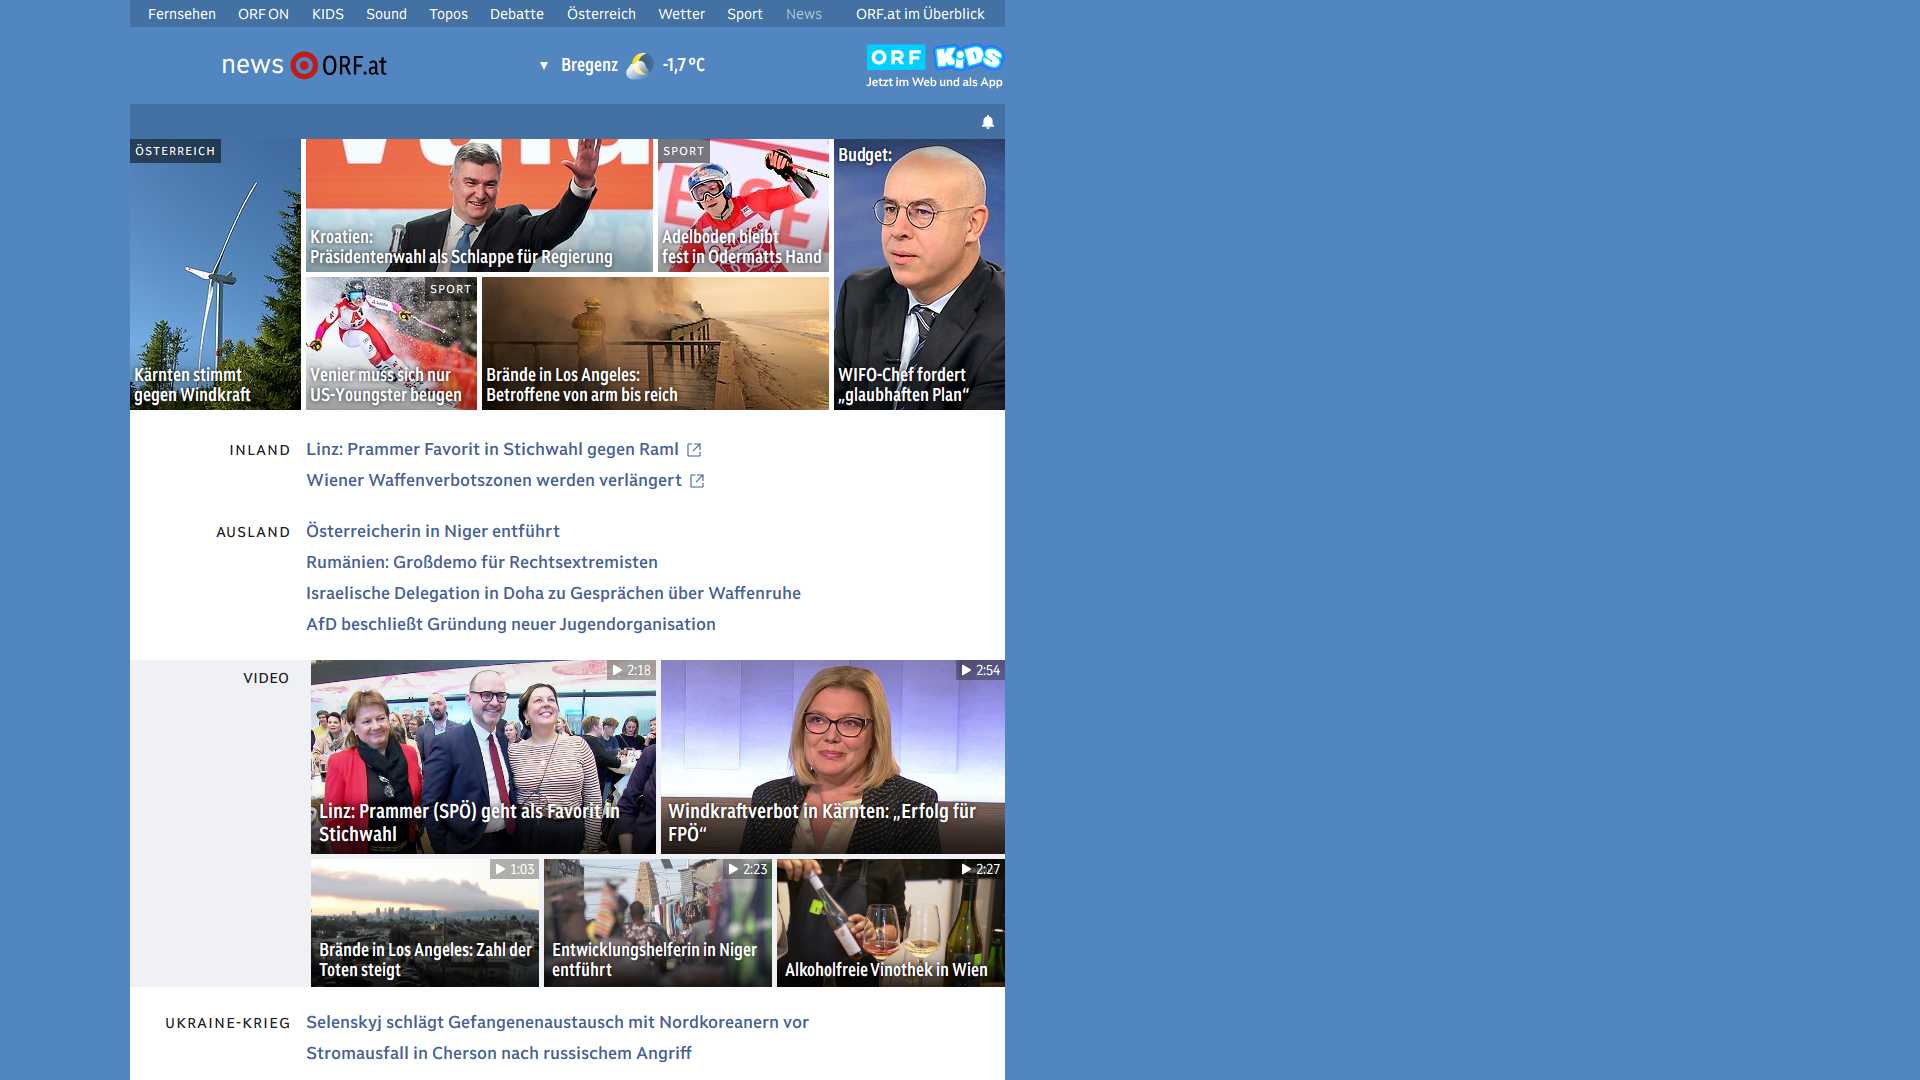 Fernsehen ORF ON KIDS Sound Topos Debatte Österreich Wetter Sport News ORF.at im Überblick
news ORF.at
Bregenz -1,7 ºC
ORF KiDS
Jetzt im Web und als App
ÖSTERREICH
Kärnten stimmt
gegen Windkraft
Kroatien:
Präsidentenwahl als Schlappe für Regierung
SPORT
Adelboden bleibt
fest in Odermatts Hand
Budget:
WIFO-Chef fordert
„glaubhaften Plan“
SPORT
Venier muss sich nur
US-Youngster beugen
Brände in Los Angeles:
Betroffene von arm bis reich
INLAND
Linz: Prammer Favorit in Stichwahl gegen Raml
Wiener Waffenverbotszonen werden verlängert
AUSLAND
Österreicherin in Niger entführt
Rumänien: Großdemo für Rechtsextremisten
Israelische Delegation in Doha zu Gesprächen über Waffenruhe
AfD beschließt Gründung neuer Jugendorganisation
VIDEO
2:18
Linz: Prammer (SPÖ) geht als Favorit in
Stichwahl
2:54
Windkraftverbot in Kärnten: „Erfolg für
FPÖ“
1:03
Brände in Los Angeles: Zahl der
Toten steigt
2:23
Entwicklungshelferin in Niger
entführt
2:27
Alkoholfreie Vinothek in Wien
UKRAINE-KRIEG
Selenskyj schlägt Gefangenenaustausch mit Nordkoreanern vor
Stromausfall in Cherson nach russischem Angriff